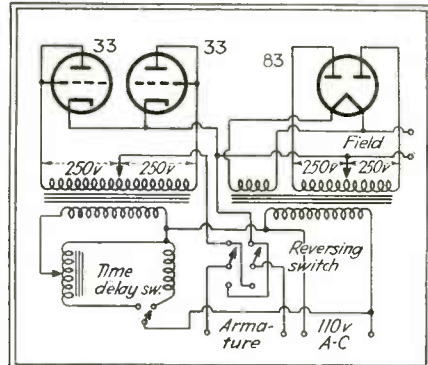 33
33
83
Field
250v
250v
250v
250v
Time
delay sw.
Reversing
switch
Arma-
ture
110v
A-C